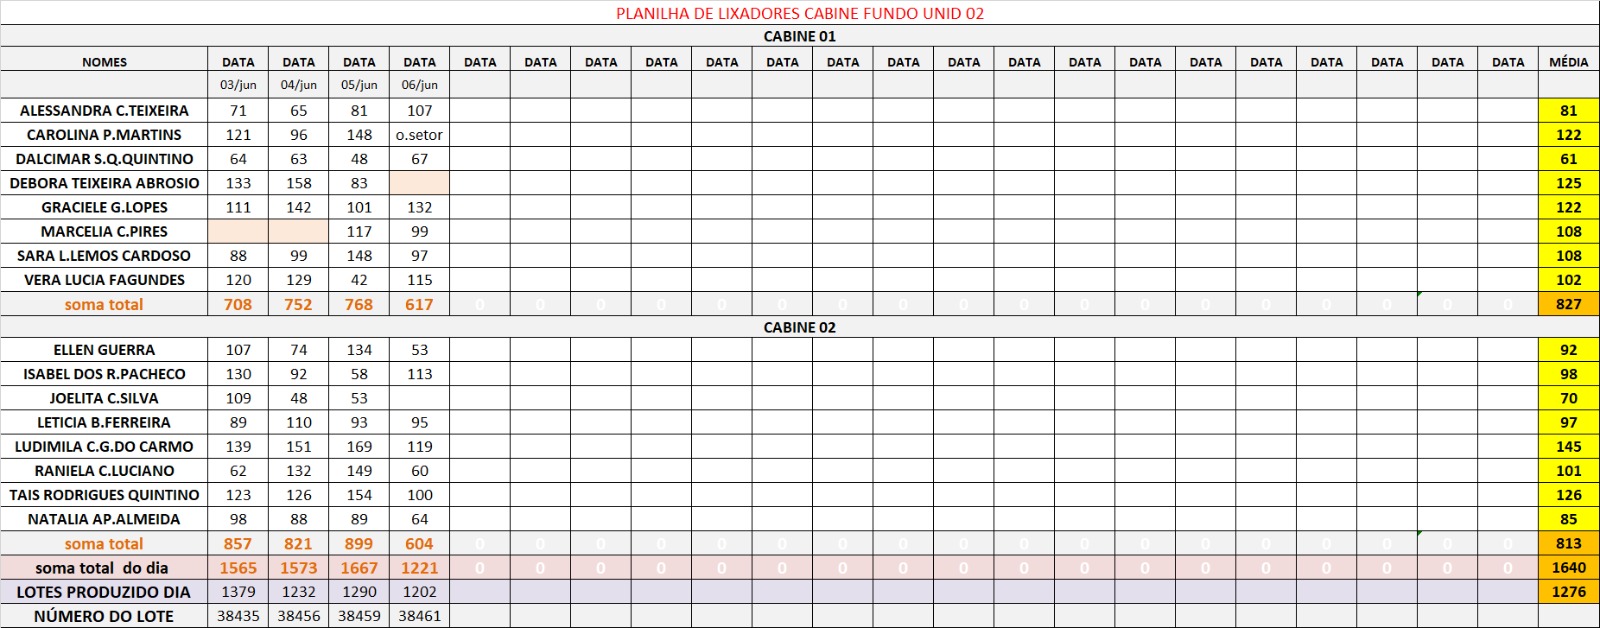 PLANILHA DE LIXADORES CABINE FUNDO UNID 02
CABINE 01
NOMES DATA DATA DATA DATA DATA DATA DATA DATA DATA DATA DATA DATA DATA DATA DATA DATA DATA DATA DATA DATA DATA DATA MÉDIA
03/jun 04/jun 05/jun 06/jun
ALESSANDRA C.TEIXEIRA 71 65 81 107 81
CAROLINA P.MARTINS 121 96 148 o.setor 122
DALCIMAR S.Q.QUINTINO 64 63 48 67 61
DEBORA TEIXEIRA ABROSIO 133 158 83 125
GRACIELE G.LOPES 111 142 101 132 122
MARCELIA C.PIRES 117 99 108
SARA L.LEMOS CARDOSO 88 99 148 97 108
VERA LUCIA FAGUNDES 120 129 42 115 102
soma total 708 752 768 617 0 0 0 0 0 0 0 0 0 0 0 0 0 0 0 0 0 0 827
CABINE 02
ELLEN GUERRA 107 74 134 53 92
ISABEL DOS R.PACHECO 130 92 58 113 98
JOELITA C.SILVA 109 48 53 70
LETICIA B.FERREIRA 89 110 93 95 97
LUDIMILA C.G.DO CARMO 139 151 169 119 145
RANIELA C.LUCIANO 62 132 149 60 101
TAIS RODRIGUES QUINTINO 123 126 154 100 126
NATALIA AP.ALMEIDA 98 88 89 64 85
soma total 857 821 899 604 0 0 0 0 0 0 0 0 0 0 0 0 0 0 0 0 0 0 813
soma total do dia 1565 1573 1667 1221 0 0 0 0 0 0 0 0 0 0 0 0 0 0 0 0 0 0 1640
LOTES PRODUZIDO DIA 1379 1232 1290 1202 1276
NÚMERO DO LOTE 38435 38456 38459 38461